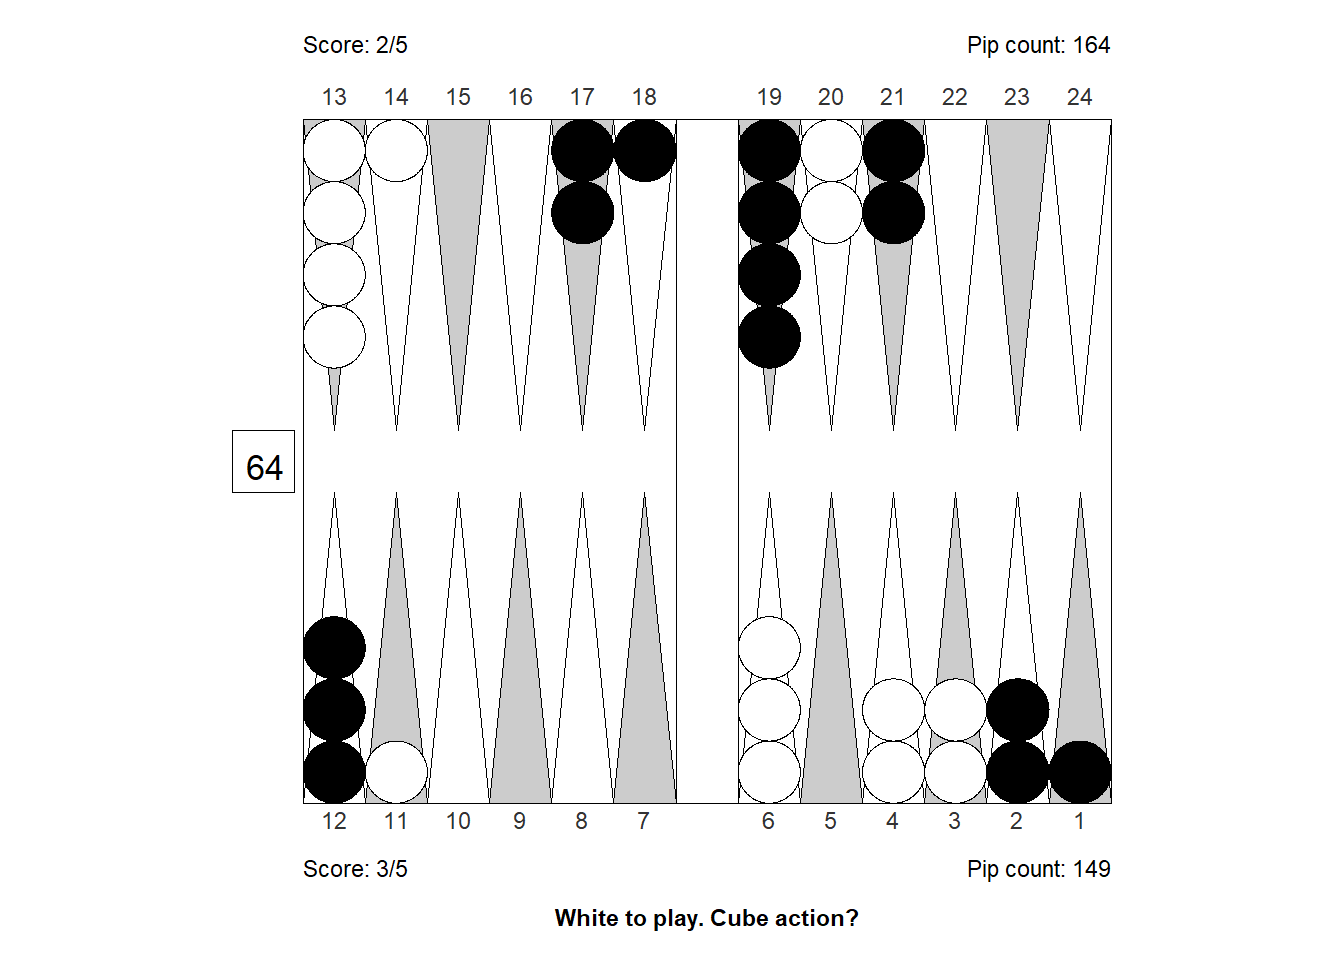 Score: 2/5 Pip count: 164
13 14 15 16 17 18 19 20 21 22 23 24
64
12 11 10 9 8 7 6 5 4 3 2 1
Score: 3/5 Pip count: 149
White to play. Cube action?